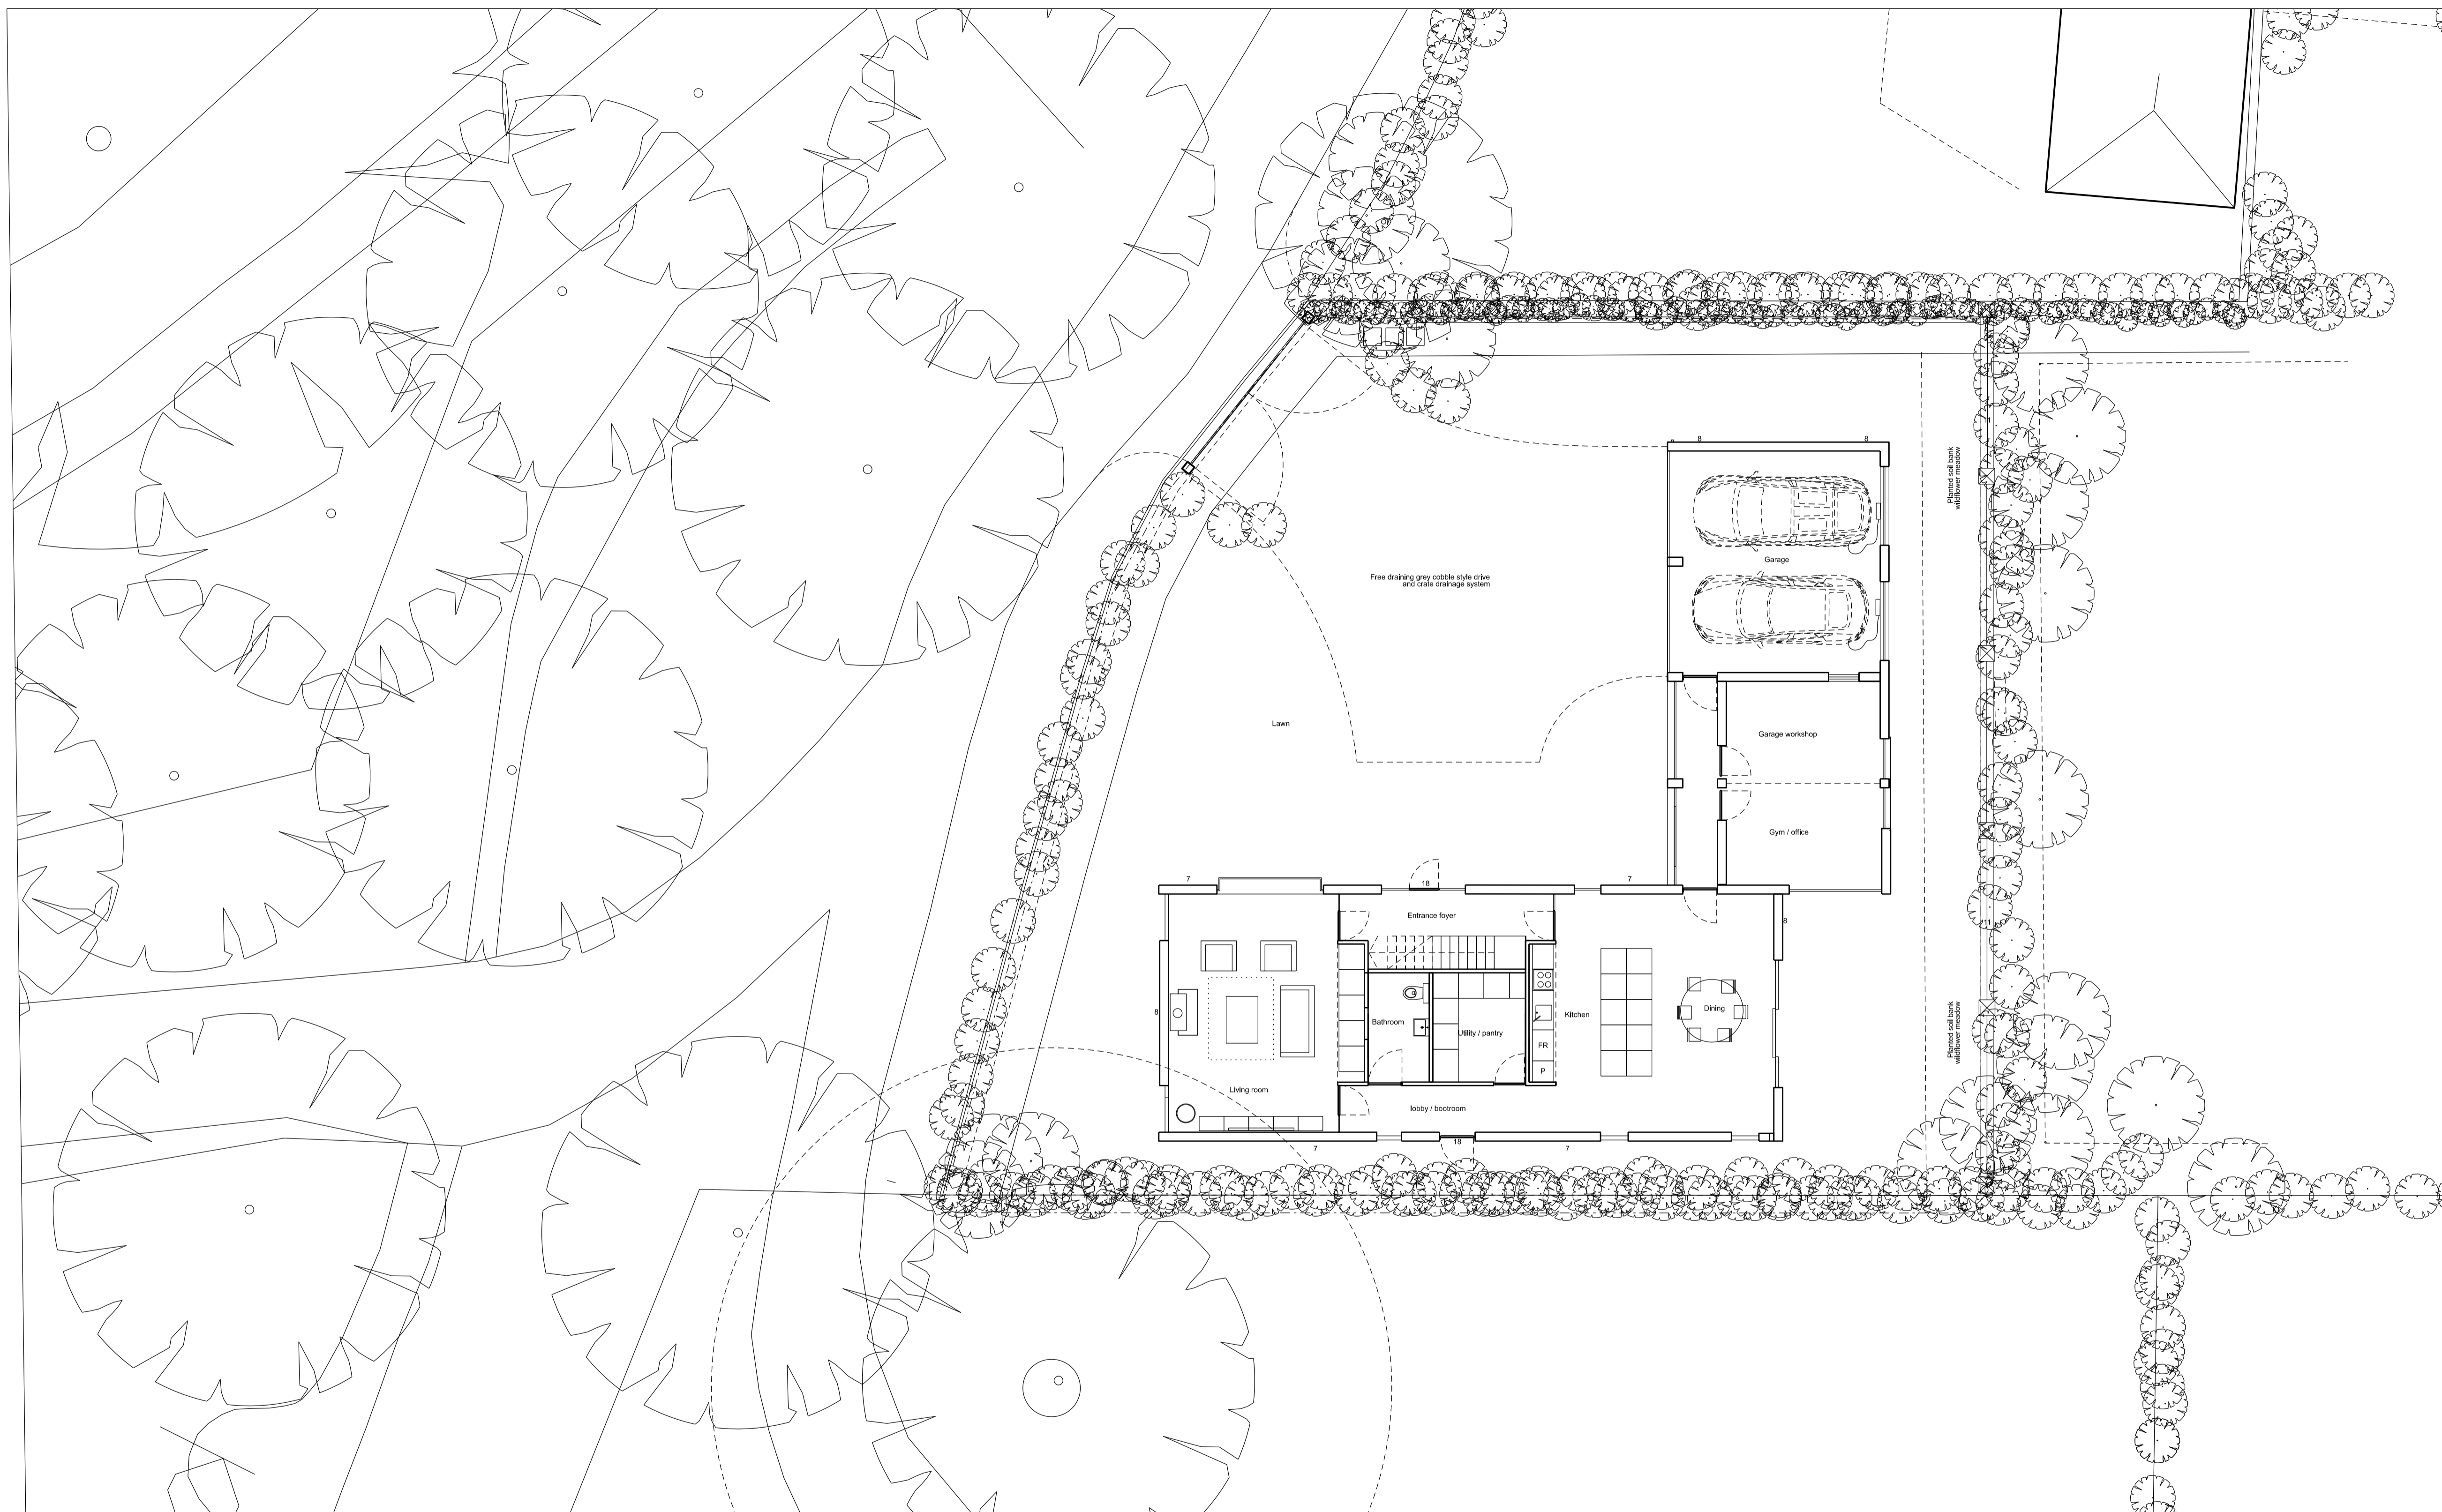 8
8
Planted soil bank
wildflower meadow
Garage
Free draining grey cobble style drive
and crate drainage system
Lawn
Garage workshop
Gym / office
7
18
7
Entrance foyer
8
11
8
Living room
Bathroom
Utility / pantry
Kitchen
FR
P
Dining
Planted soil bank
wildflower meadow
lobby / bootroom
7
18
7